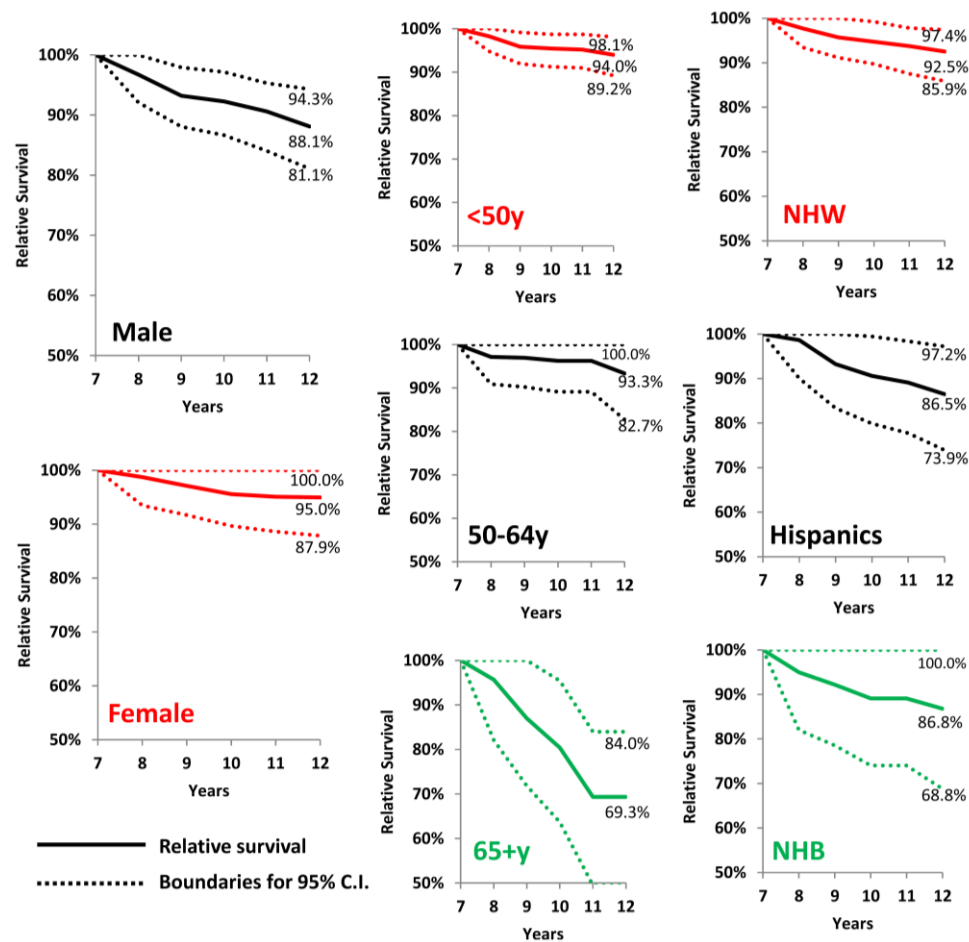 100%
90%
80%
70%
60%
50%
Relative Survival
94.3%
88.1%
81.1%
Male
7 8 9 10 11 12
Years
100%
90%
80%
70%
60%
50%
Relative Survival
98.1%
94.0%
89.2%
<50y
7 8 9 10 11 12
Years
100%
90%
80%
70%
60%
50%
Relative Survival
97.4%
92.5%
85.9%
NHW
7 8 9 10 11 12
Years
100%
90%
80%
70%
60%
50%
Relative Survival
100.0%
93.3%
82.7%
50-64y
7 8 9 10 11 12
Years
100%
90%
80%
70%
60%
50%
Relative Survival
97.2%
86.5%
73.9%
Hispanics
7 8 9 10 11 12
Years
100%
90%
80%
70%
60%
50%
Relative Survival
100.0%
95.0%
87.9%
Female
7 8 9 10 11 12
Years
100%
90%
80%
70%
60%
50%
Relative Survival
84.0%
69.3%
65+y
7 8 9 10 11 12
Years
100%
90%
80%
70%
60%
50%
Relative Survival
100.0%
86.8%
68.8%
NHB
7 8 9 10 11 12
Years
Relative survival
Boundaries for 95% C.I.